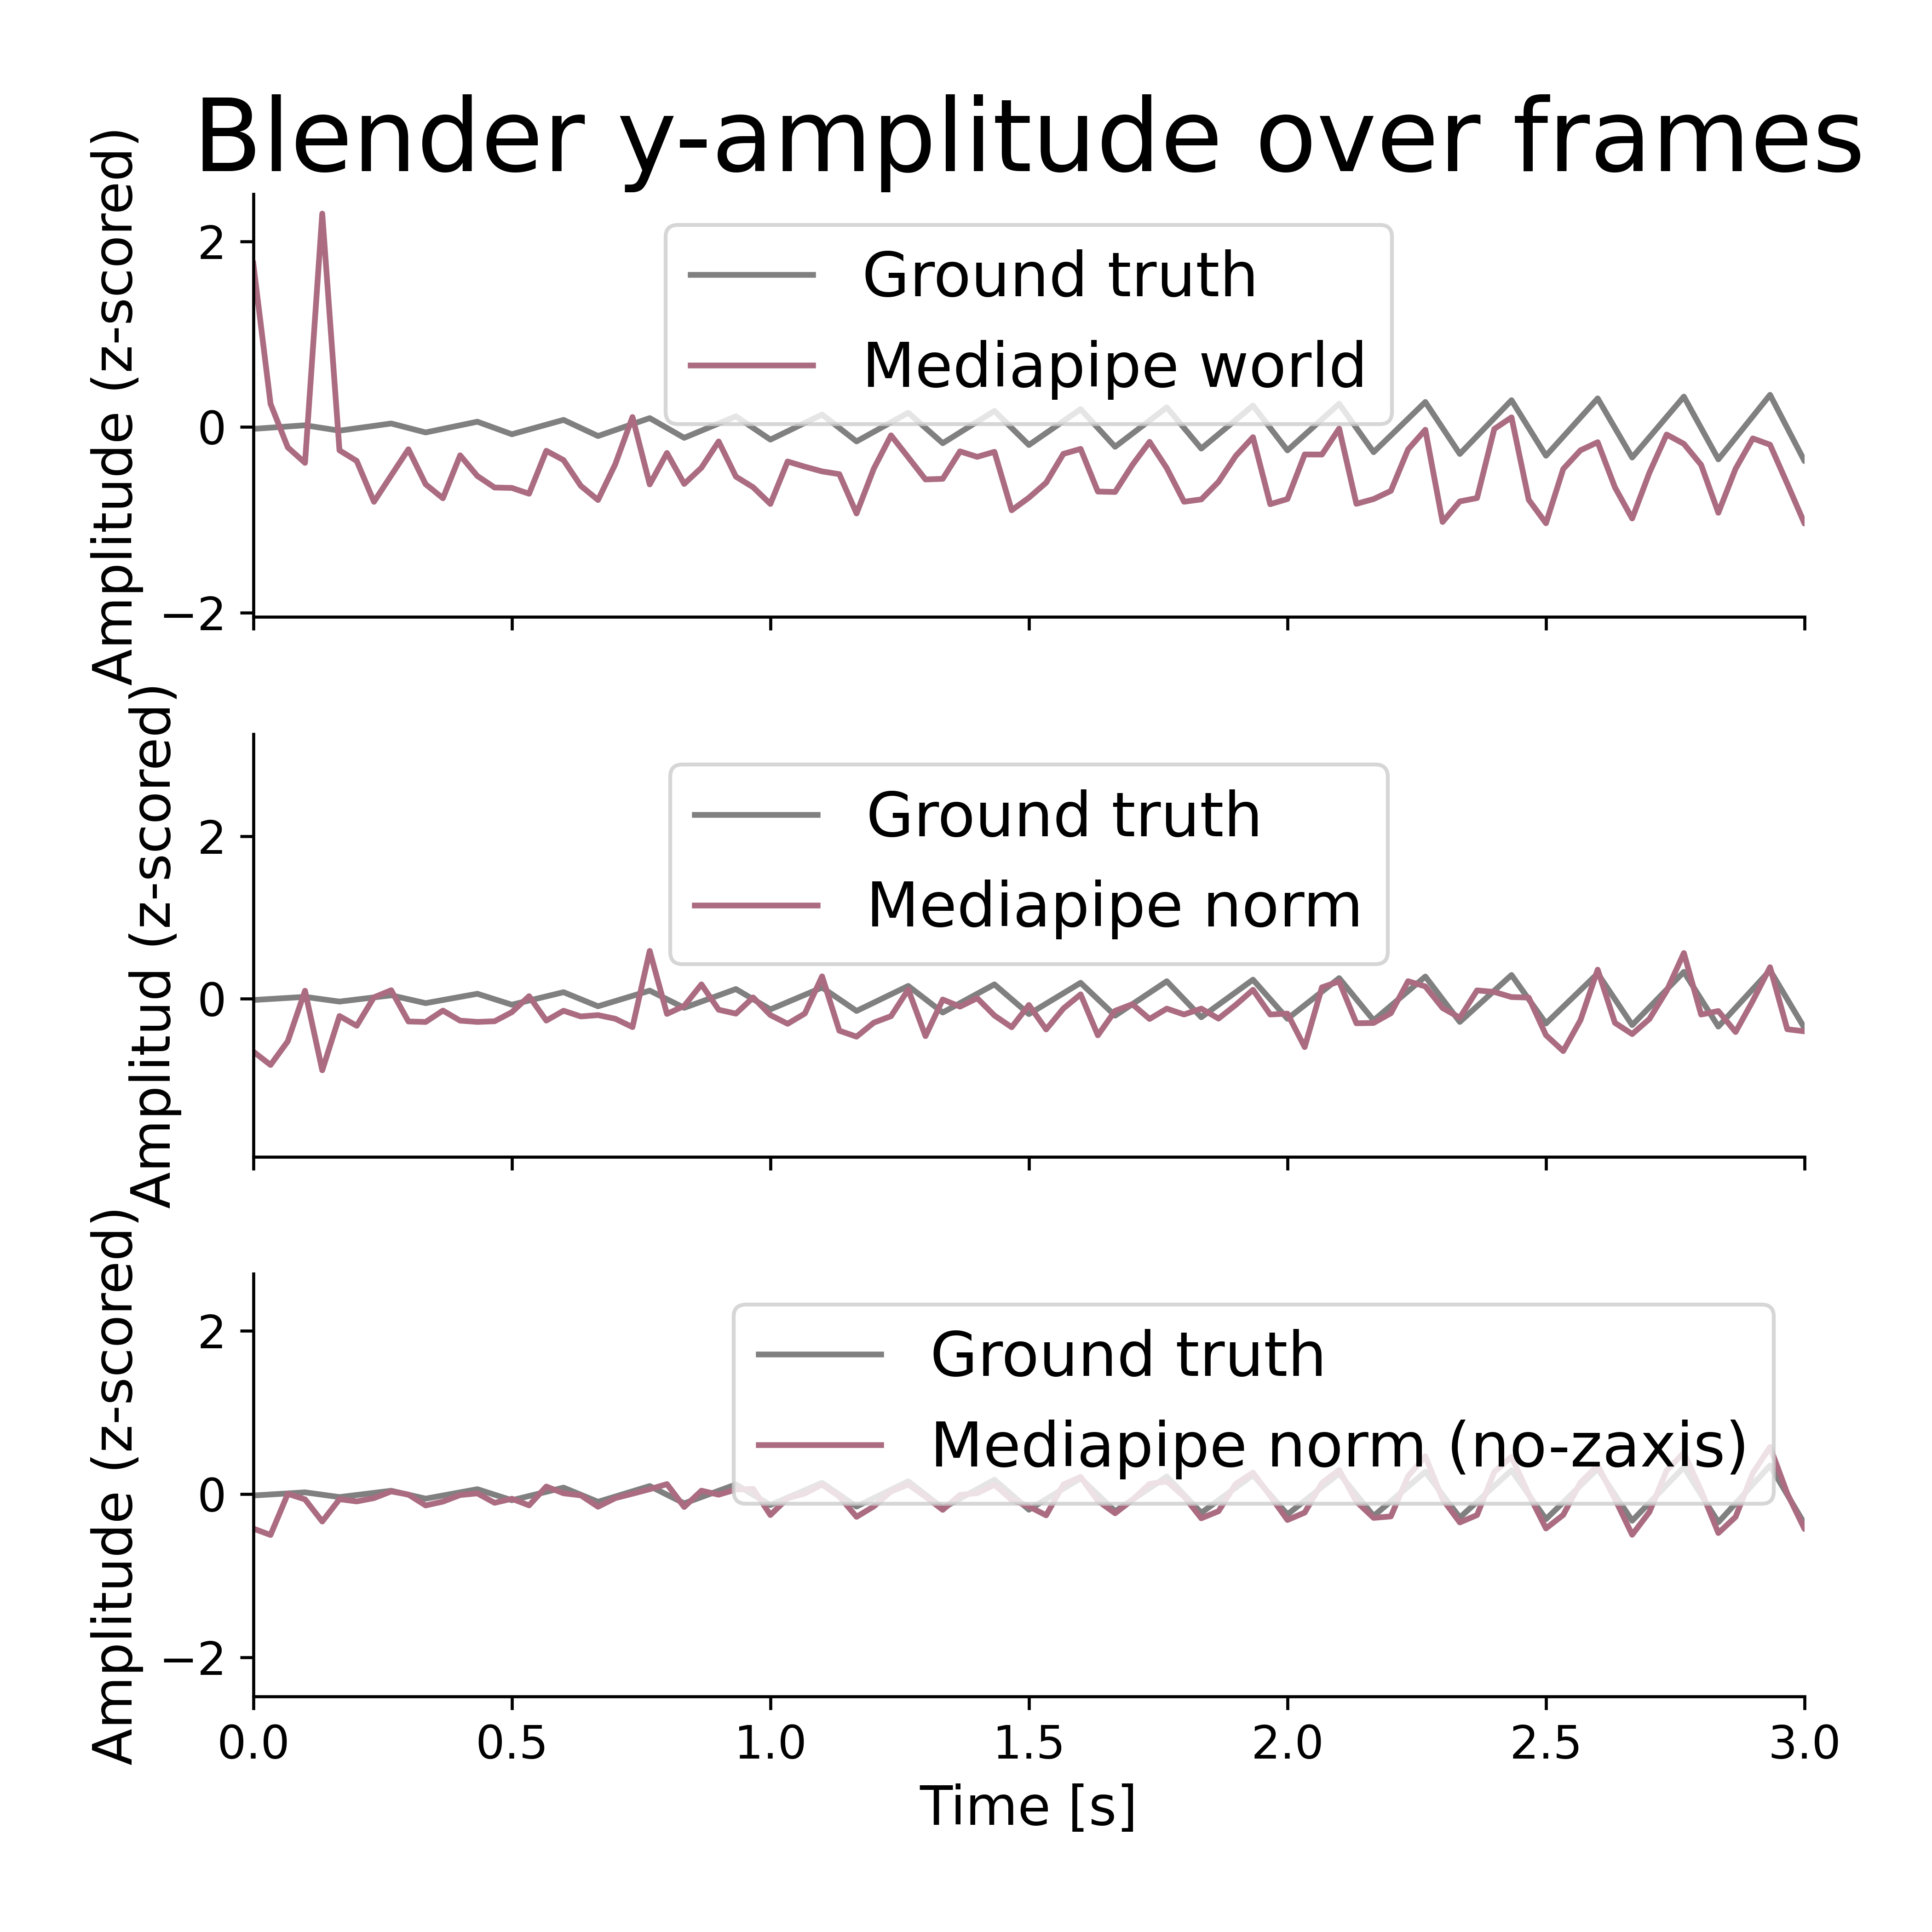 Blender y-amplitude over frames
Amplitude (z-scored)
2
0
−2
Ground truth
Mediapipe world
Amplitud (z-scored)
2
0
Ground truth
Mediapipe norm
Amplitude (z-scored)
2
0
−2
Ground truth
Mediapipe norm (no-zaxis)
0.0 0.5 1.0 1.5 2.0 2.5 3.0
Time [s]